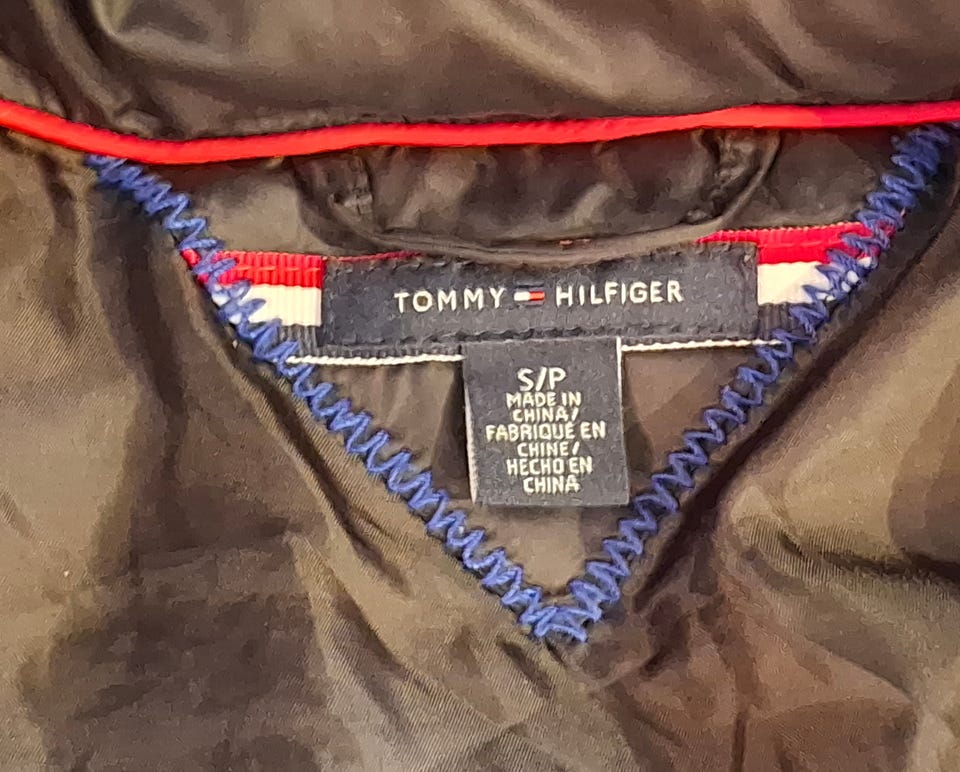 TOMMY HILFIGER
S/P
MADE IN
CHINA/
FABRIQUÉ EN
CHINE/
HECHO EN
CHINA